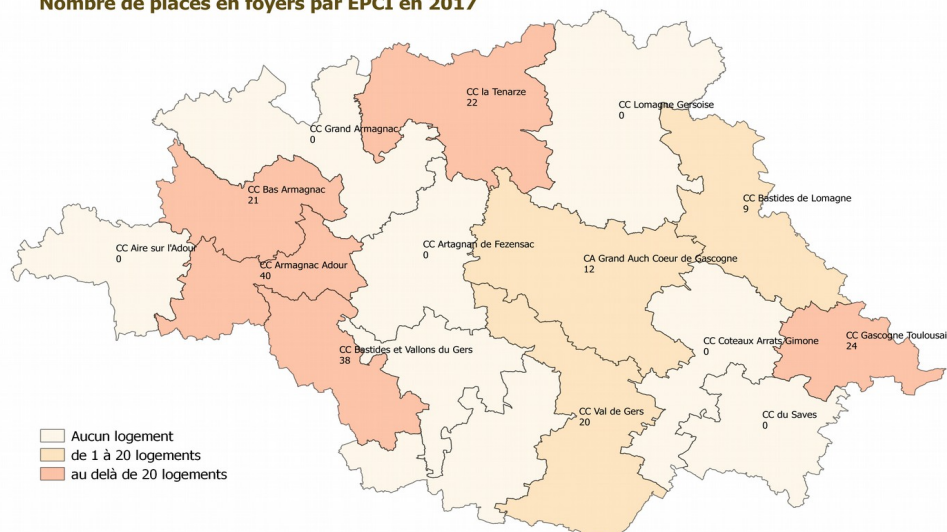 Nombre de places en foyers par EPCI en 2017
CC la Tenarze
22
CC Lomagne Gersoise
0
CC Grand Armagnac
0
CC Bas Armagnac
21
CC Bastides de Lomagne
9
CC Aire sur l'Adour
0
CC Artagnan de Fezensac
0
CC Armagnac Adour
40
CA Grand Auch Coeur de Gascogne
12
CC Gascogne Toulousai
24
CC Coteaux Arrats Gimone
0
CC Bastides et Vallons du Gers
38
CC Val de Gers
20
CC du Saves
0
Aucun logement
de 1 à 20 logements
au delà de 20 logements